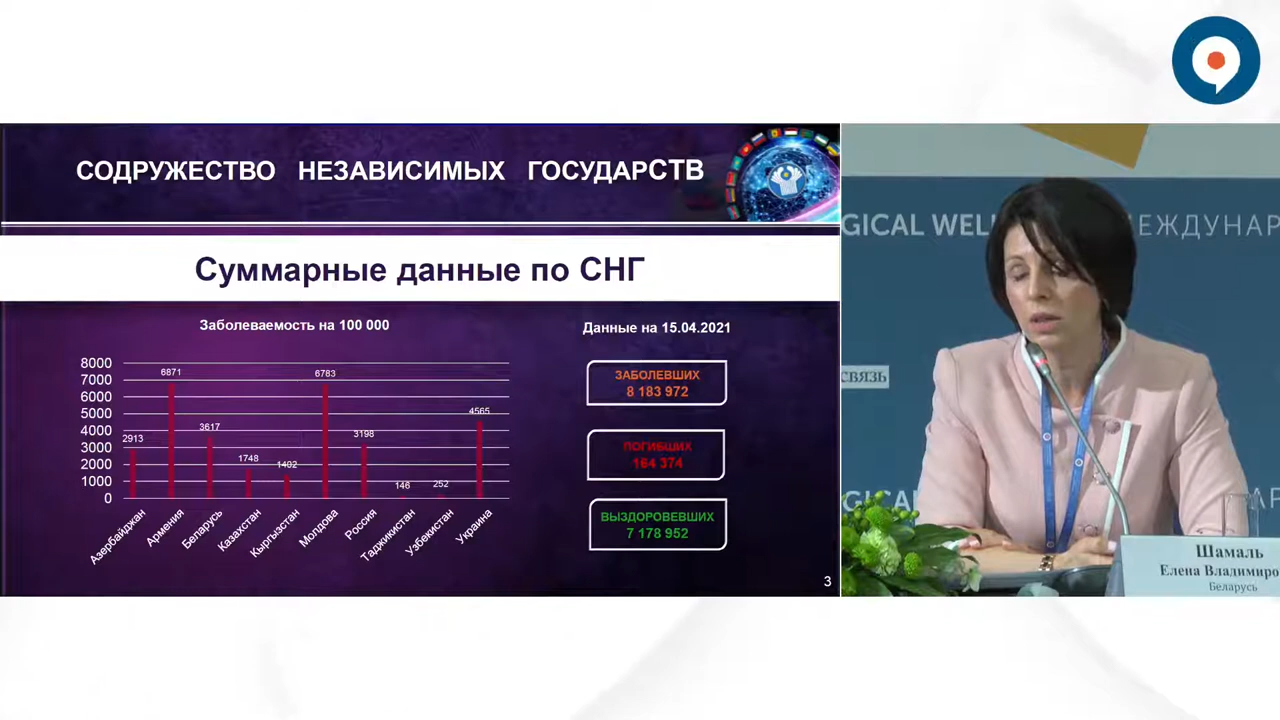 СОДРУЖЕСТВО НЕЗАВИСИМЫХ ГОСУДАРСТВ
Суммарные данные по СНГ
Заболеваемость на 100 000
8000
7000
6000
5000
4000
3000
2000
1000
0
2913
6871
3617
1748
1402
6783
3198
146
252
4565
Азербайджан
Армения
Беларусь
Казахстан
Кыргызстан
Молдова
Россия
Таджикистан
Узбекистан
Украина
Данные на 15.04.2021
ЗАБОЛЕВШИХ
8 183 972
ПОГИБШИХ
164 374
ВЫЗДОРОВЕВШИХ
7 178 952
3
GICAL WEL
ЕЖДУНАР
СВЯЗЬ
GICAL
АР
Шамаль
Елена Владимиро
Беларусь